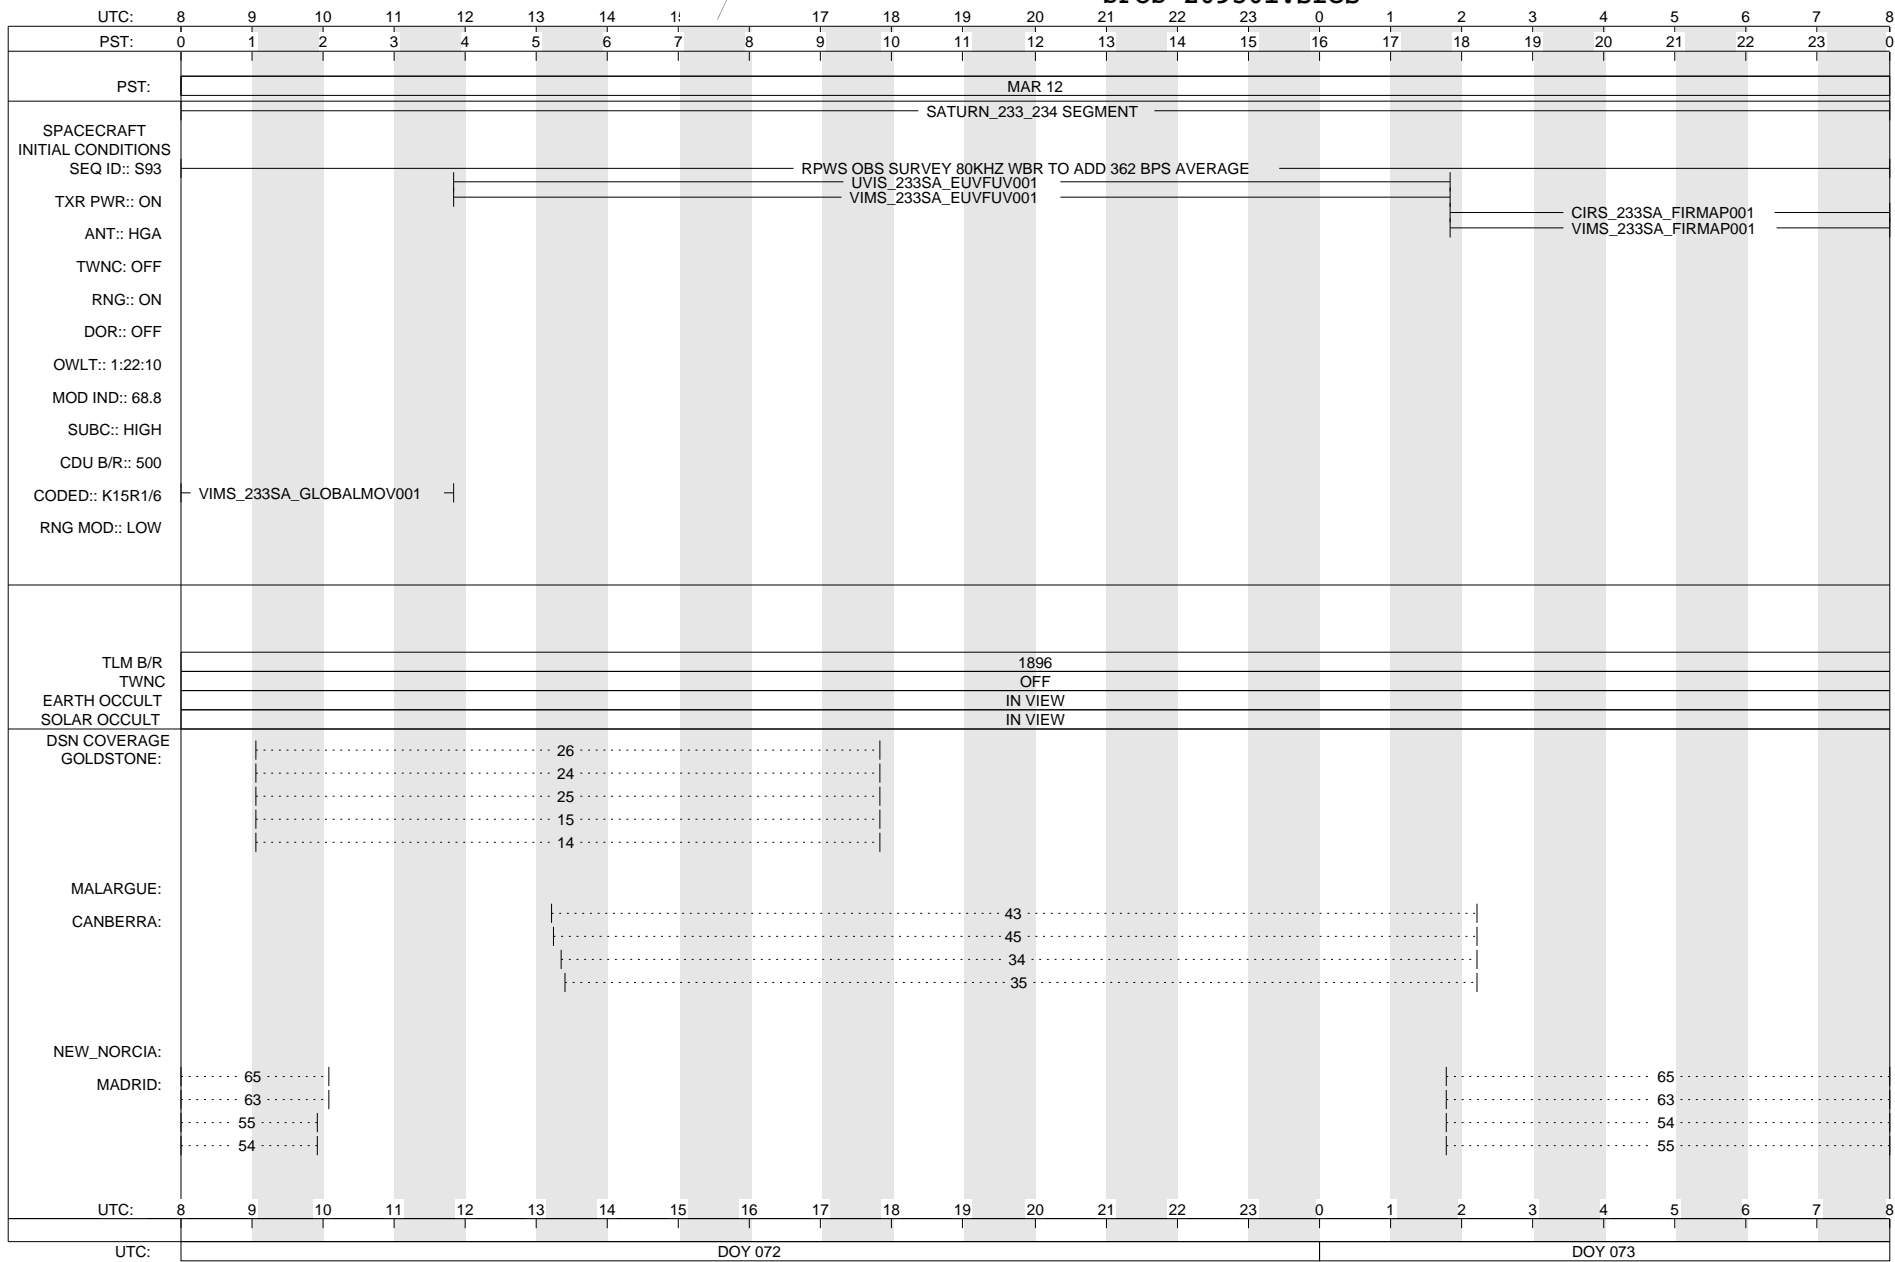 UTC: 8 9 10 11 12 13 14 17 18 19 20 21 22 23 0 1 2 3 4 5 6 7 8
PST: 0 1 2 3 4 5 6 7 8 9 10 11 12 13 14 15 16 17 18 19 20 21 22 23 0
PST: MAR 12
SATURN_233_234 SEGMENT
SPACECRAFT
INITIAL CONDITIONS
SEQ ID:: S93 RPWS OBS SURVEY 80KHZ WBR TO ADD 362 BPS AVERAGE
UVIS_233SA_EUVFUV001
VIMS_233SA_EUVFUV001
TXR PWR:: ON
CIRS_233SA_FIRMAP001
VIMS_233SA_FIRMAP001
ANT:: HGA
TWNC: OFF
RNG:: ON
DOR:: OFF
OWLT:: 1:22:10
MOD IND:: 68.8
SUBC:: HIGH
CDU B/R:: 500
CODED:: K15R1/6 VIMS_233SA_GLOBALMOV001
RNG MOD:: LOW
TLM B/R 1896
TWNC OFF
EARTH OCCULT IN VIEW
SOLAR OCCULT IN VIEW
DSN COVERAGE
GOLDSTONE: 26
24
25
15
14
MALARGUE:
CANBERRA: 43
45
34
35
NEW_NORCIA:
MADRID: 65 65
63 63
55 54
54 55
UTC: 8 9 10 11 12 13 14 15 16 17 18 19 20 21 22 23 0 1 2 3 4 5 6 7 8
UTC: DOY 072 DOY 073